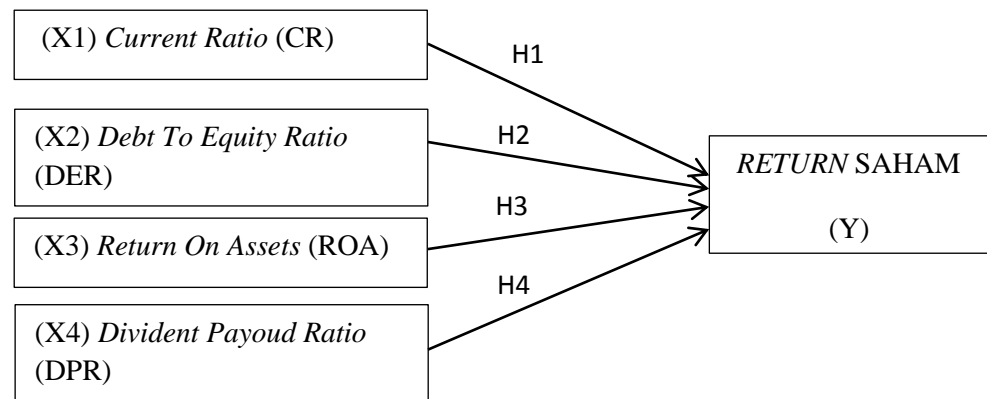 (X1) Current Ratio (CR)
H1
(X2) Debt To Equity Ratio
(DER)
H2
RETURN SAHAM
(Y)
H3
(X3) Return On Assets (ROA)
H4
(X4) Divident Payoud Ratio
(DPR)